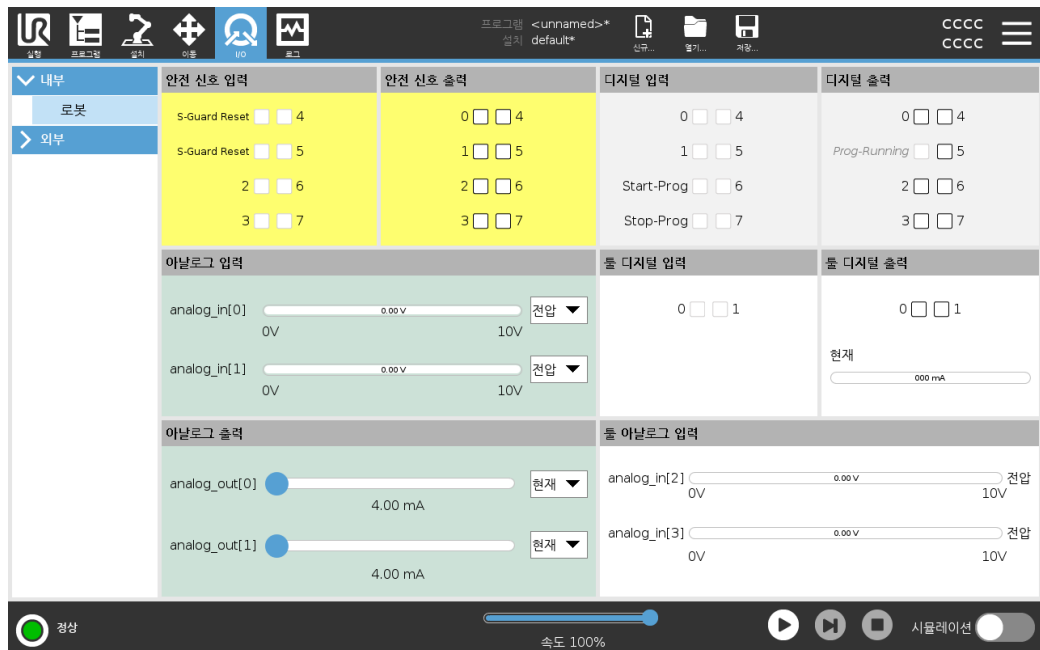 UR
프로그램 <unnamed>*
설치 default*
CCCC
CCCC
실행 프로그램 설치 이동 I/O 로그
신규... 열기... 저장...
내부
로봇
외부
안전 신호 입력
S-Guard Reset 4
S-Guard Reset 5
2 6
3 7
안전 신호 출력
0 4
1 5
2 6
3 7
디지털 입력
0 4
1 5
Start-Prog 6
Stop-Prog 7
디지털 출력
0 4
Prog-Running 5
2 6
3 7
아날로그 입력
analog_in[0] 0.00 V 전압
0V 10V
analog_in[1] 0.00 V 전압
0V 10V
툴 디지털 입력
0 1
툴 디지털 출력
0 1
현재
000 mA
아날로그 출력
analog_out[0] 현재
4.00 mA
analog_out[1] 현재
4.00 mA
툴 아날로그 입력
analog_in[2] 0.00 V 전압
0V 10V
analog_in[3] 0.00 V 전압
0V 10V
정상
속도 100%
시뮬레이션